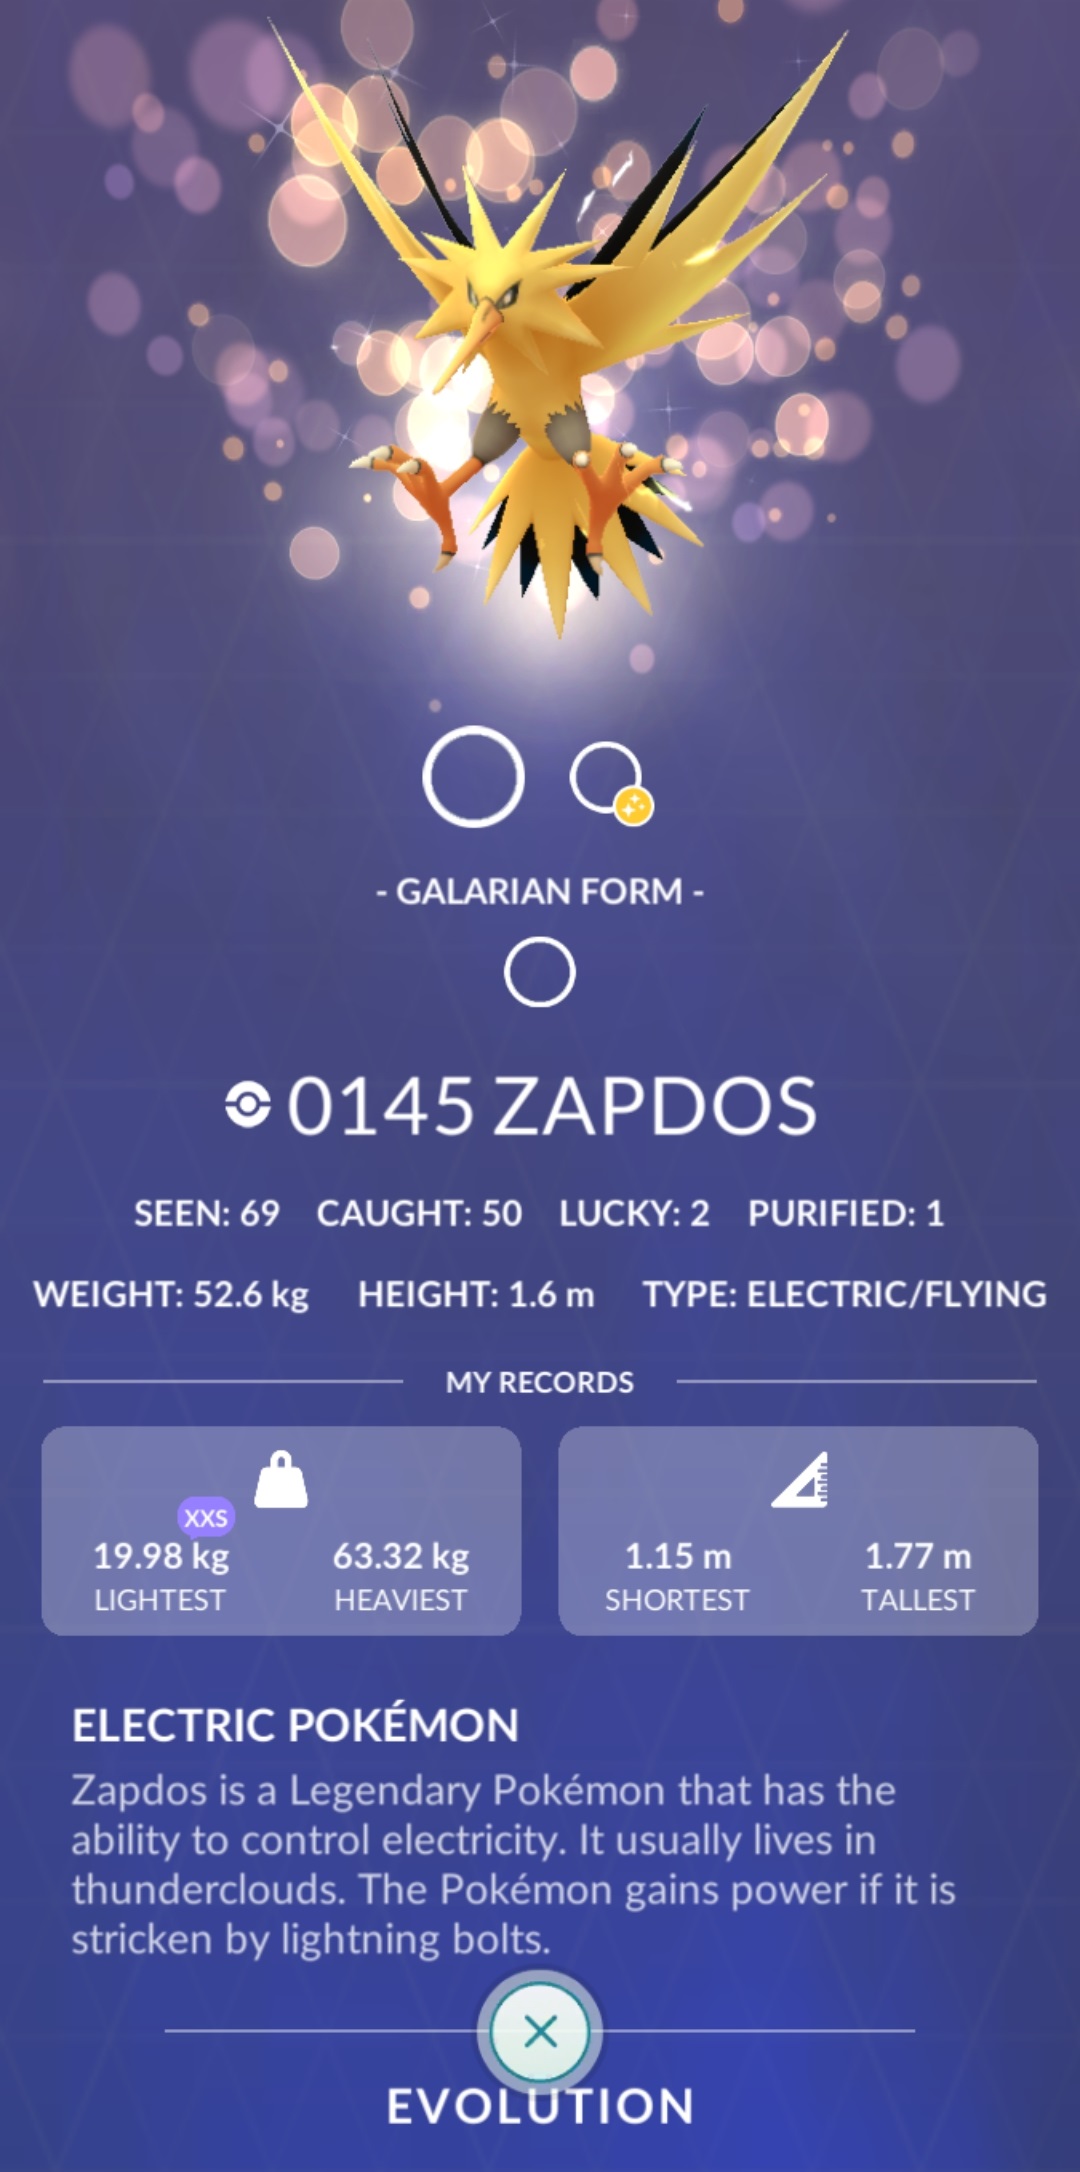 - GALARIAN FORM -
0145 ZAPDOS
SEEN: 69 CAUGHT: 50 LUCKY: 2 PURIFIED: 1
WEIGHT: 52.6 kg HEIGHT: 1.6 m TYPE: ELECTRIC/FLYING
MY RECORDS
XXS
19.98 kg 63.32 kg 1.15 m 1.77 m
LIGHTEST HEAVIEST SHORTEST TALLEST
ELECTRIC POKÉMON
Zapdos is a Legendary Pokémon that has the
ability to control electricity. It usually lives in
thunderclouds. The Pokémon gains power if it is
stricken by lightning bolts.
EVOLUTION